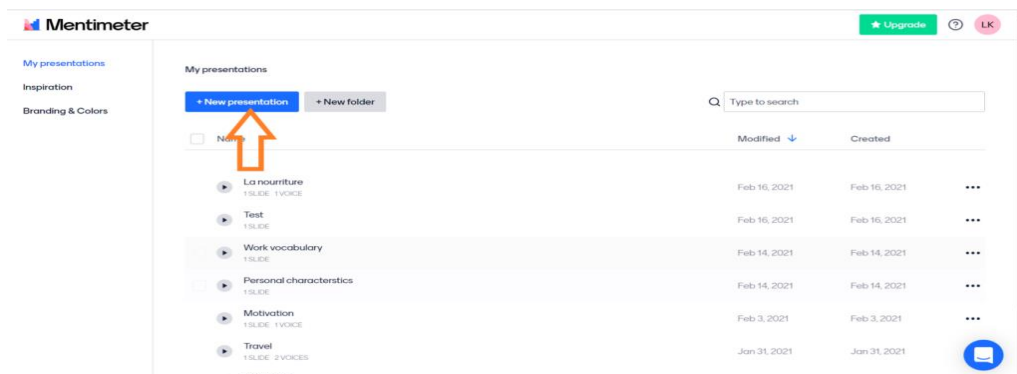 Mentimeter
★ Upgrade
?
LK
My presentations
Inspiration
Branding & Colors
My presentations
+ New presentation
+ New folder
Type to search
Name
Modified ↓
Created
La nourriture
1 SLIDE 1 VOICE
Feb 16, 2021
Feb 16, 2021
Test
1 SLIDE
Feb 16, 2021
Feb 16, 2021
Work vocabulary
1 SLIDE
Feb 14, 2021
Feb 14, 2021
Personal characterstics
1 SLIDE
Feb 14, 2021
Feb 14, 2021
Motivation
1 SLIDE 1 VOICE
Feb 3, 2021
Feb 3, 2021
Travel
1 SLIDE 2 VOICES
Jan 31, 2021
Jan 31, 2021